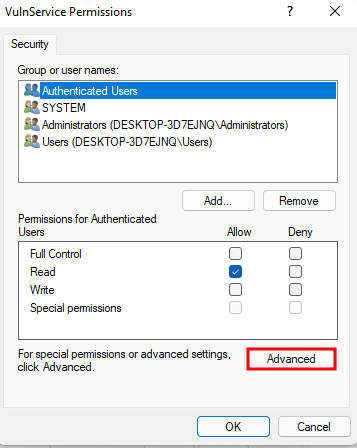 VulnService Permissions
?
Security
Group or user names:
Authenticated Users
SYSTEM
Administrators (DESKTOP-3D7EJNQ\Administrators)
Users (DESKTOP-3D7EJNQ\Users)
Add... Remove
Permissions for Authenticated
Users Allow Deny
Full Control
Read
Write
Special permissions
For special permissions or advanced settings,
click Advanced.
Advanced
OK Cancel